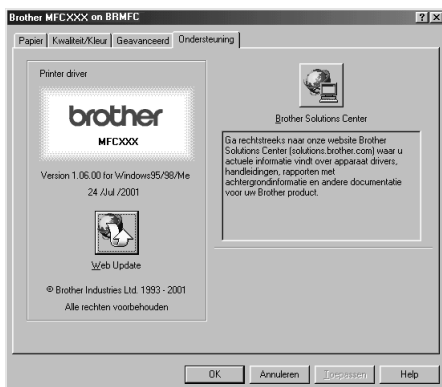 Brother MFCXXX on BRMFC
Papier
Kwaliteit/Kleur
Geavanceerd
Ondersteuning
Printer driver
brother
MFCXXX
Version 1.06.00 for Windows95/98/Me
24 /Jul /2001
Web Update
© Brother Industries Ltd. 1993 - 2001
Alle rechten voorbehouden
Brother Solutions Center
Ga rechtstreeks naar onze website Brother
Solutions Center (solutions.brother.com) waar u
actuele informatie vindt over apparaat drivers,
handleidingen, rapporten met
achtergrondinformatie en andere documentatie
voor uw Brother product.
OK
Annuleren
Toepassen
Help